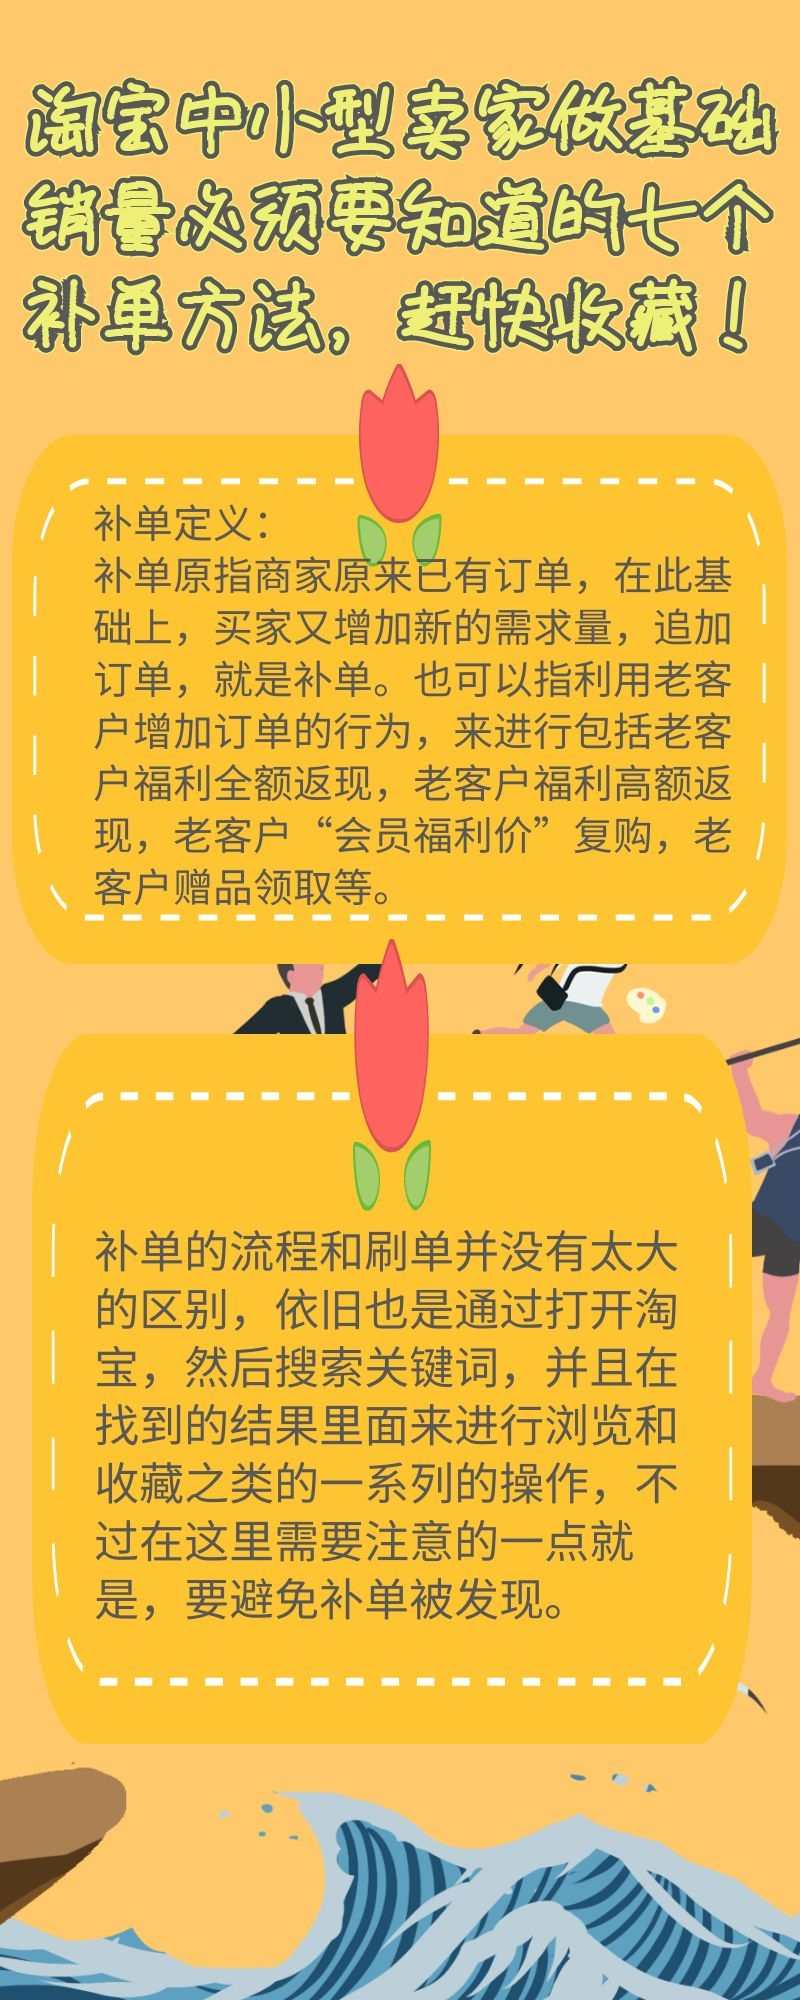 淘宝中小型卖家做基础
销量必须要知道的七个
补单方法，赶快收藏！
补单定义：
补单原指商家原来已有订单，在此基
础上，买家又增加新的需求量，追加
订单，就是补单。也可以指利用老客
户增加订单的行为，来进行包括老客
户福利全额返现，老客户福利高额返
现，老客户“会员福利价”复购，老
客户赠品领取等。
补单的流程和刷单并没有太大
的区别，依旧也是通过打开淘
宝，然后搜索关键词，并且在
找到的结果里面来进行浏览和
收藏之类的一系列的操作，不
过在这里需要注意的一点就
是，要避免补单被发现。